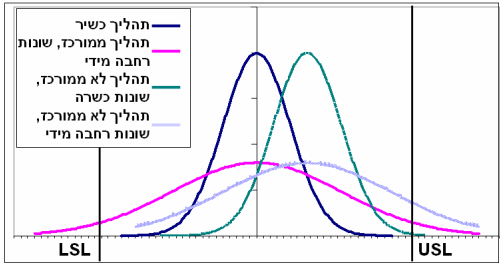 תהליך כשיר
תהליך ממורכז, שונות
רחבה מידי
תהליך לא ממורכז,
שונות כשרה
תהליך לא ממורכז,
שונות רחבה מידי
LSL
USL